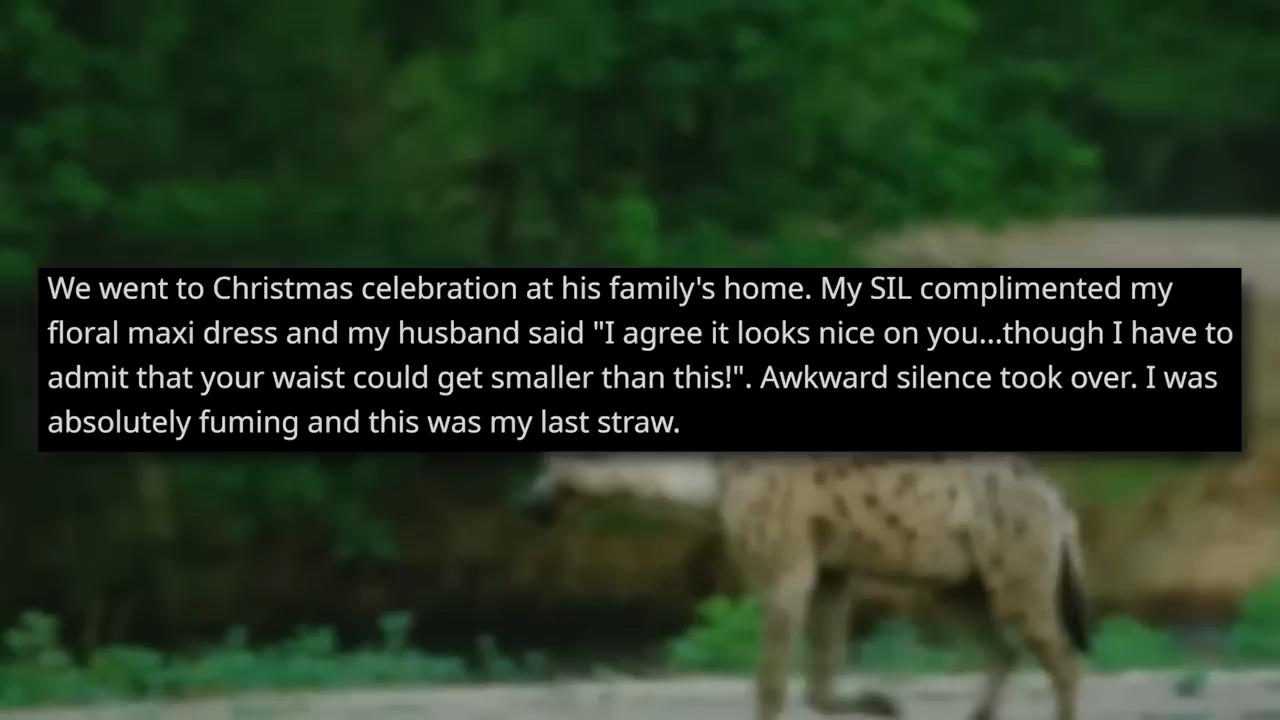 We went to Christmas celebration at his family's home. My SIL complimented my
floral maxi dress and my husband said "I agree it looks nice on you...though I have to
admit that your waist could get smaller than this!". Awkward silence took over. I was
absolutely fuming and this was my last straw.